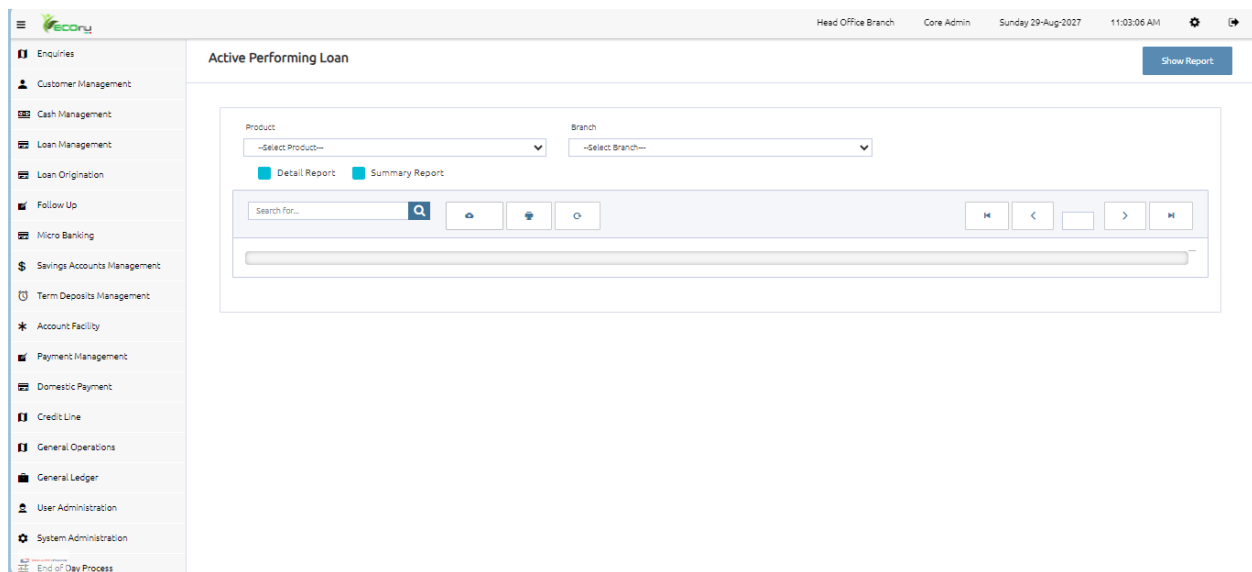 ecory
Head Office Branch Core Admin Sunday 29-Aug-2027 11:03:06 AM
Enquiries
Customer Management
Cash Management
Loan Management
Loan Origination
Follow Up
Micro Banking
Savings Accounts Management
Term Deposits Management
Account Facility
Payment Management
Domestic Payment
Credit Line
General Operations
General Ledger
User Administration
System Administration
End of Day Process
Active Performing Loan
Show Report
Product Branch
--Select Product--- --Select Branch---
Detail Report Summary Report
Search for...